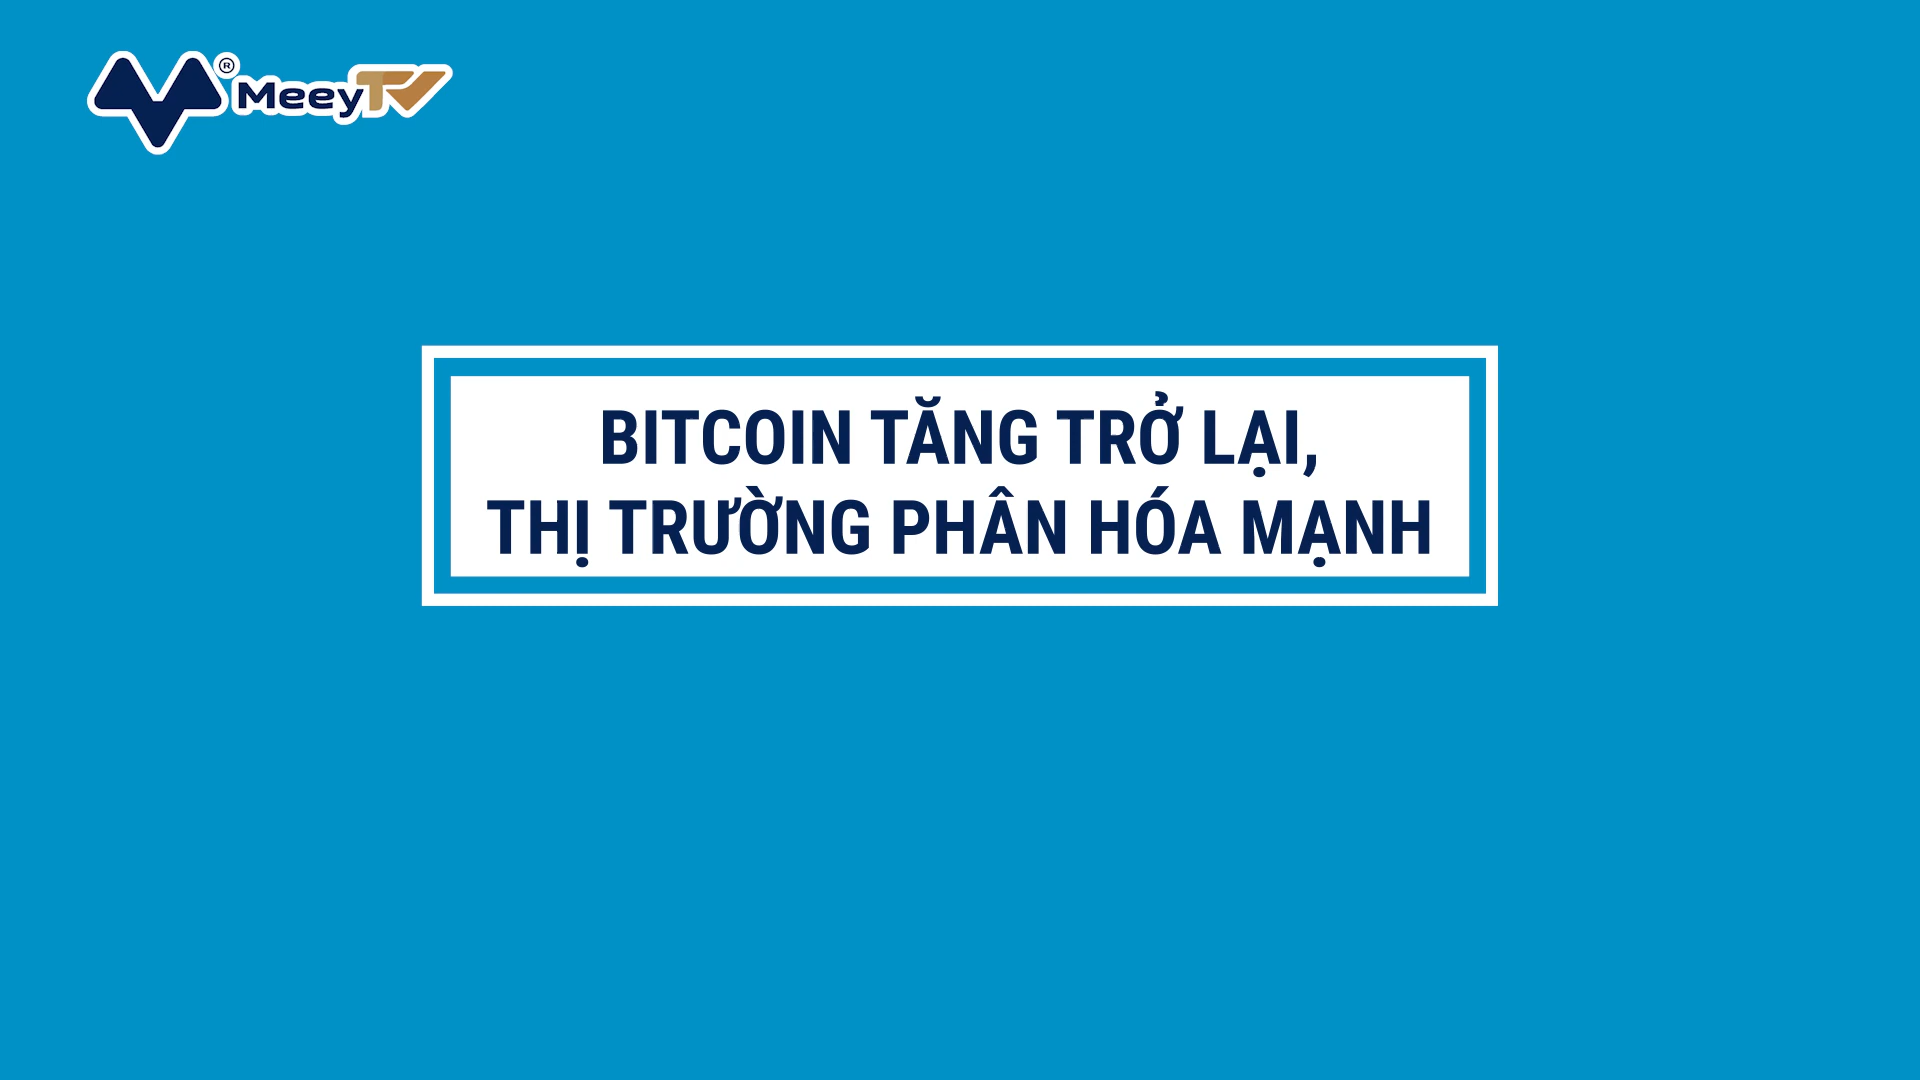 MeeyTV®
BITCOIN TĂNG TRỞ LẠI,
THỊ TRƯỜNG PHÂN HÓA MẠNH